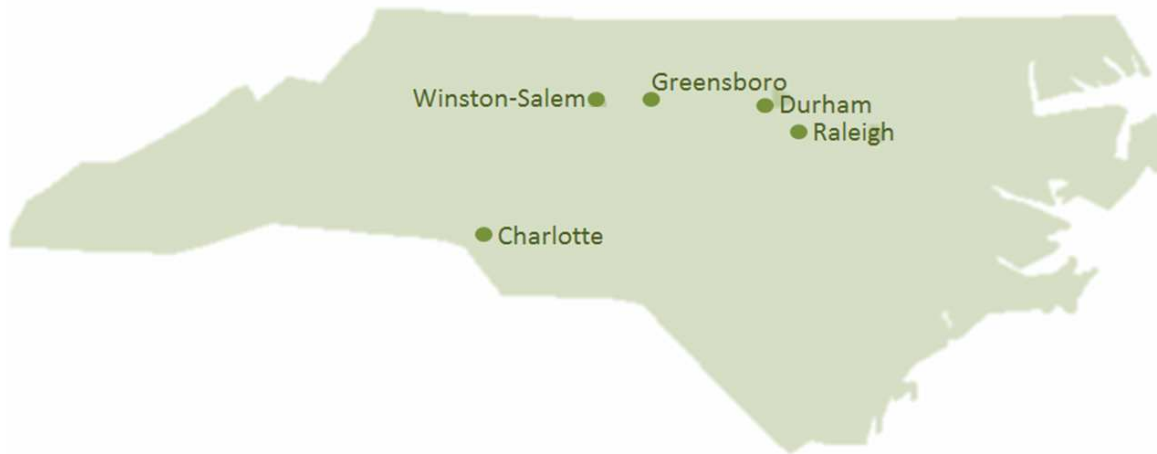 Greensboro
Winston-Salem
Durham
Raleigh
Charlotte